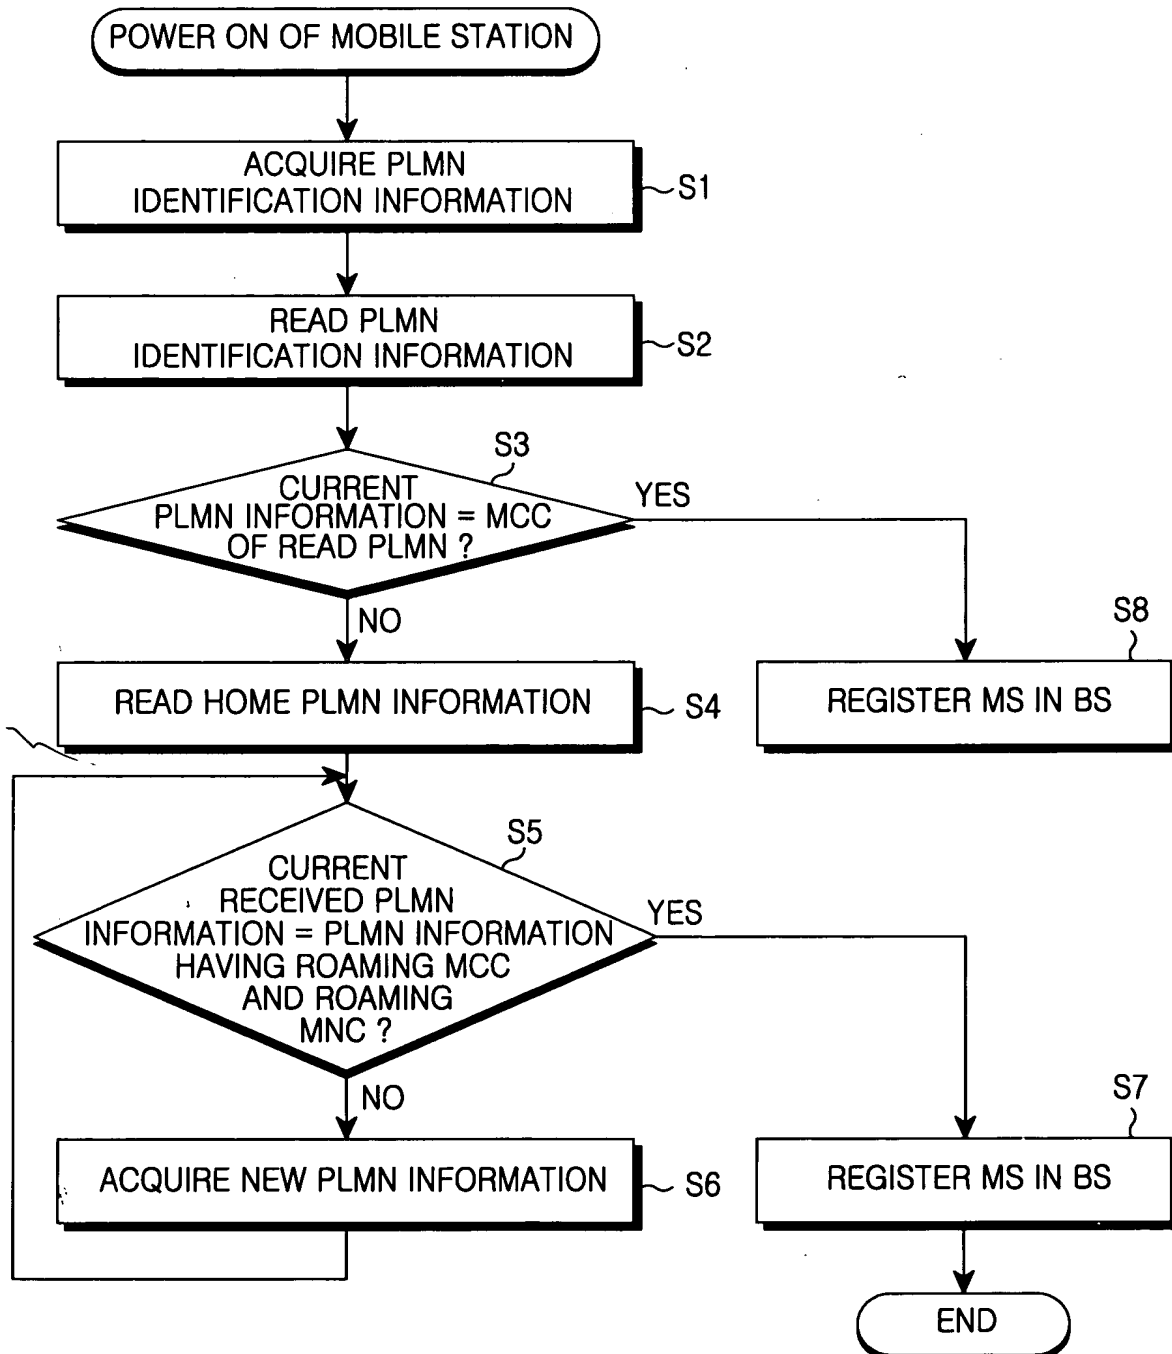 POWER ON OF MOBILE STATION
ACQUIRE PLMN
IDENTIFICATION INFORMATION
S1
READ PLMN
IDENTIFICATION INFORMATION
S2
S3
CURRENT
PLMN INFORMATION = MCC
OF READ PLMN ?
YES
NO
S8
READ HOME PLMN INFORMATION
S4
REGISTER MS IN BS
S5
CURRENT
RECEIVED PLMN
INFORMATION = PLMN INFORMATION
HAVING ROAMING MCC
AND ROAMING
MNC ?
YES
NO
S7
ACQUIRE NEW PLMN INFORMATION
S6
REGISTER MS IN BS
END